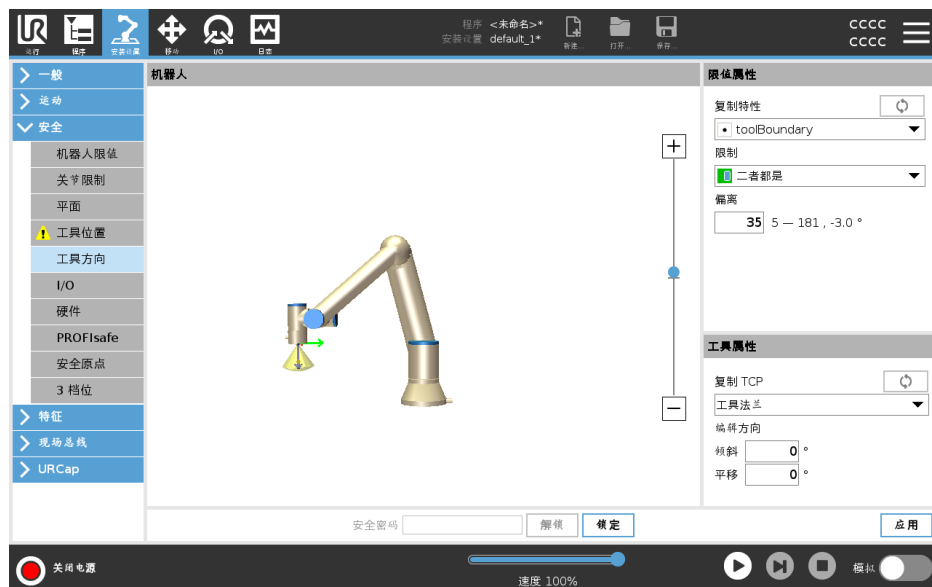 运行
程序
安装设置
移动
I/O
日志
程序 <未命名>*
安装设置 default_1*
新建...
打开...
保存...
CCCC
CCCC
一般
运动
安全
机器人限值
关节限制
平面
工具位置
工具方向
I/O
硬件
PROFIsafe
安全原点
3 档位
特征
现场总线
URCap
机器人
限值属性
复制特性
toolBoundary
限制
二者都是
偏离
35 5 — 181 , -3.0 °
工具属性
复制 TCP
工具法兰
编辑方向
倾斜 0 °
平移 0 °
安全密码
解锁
锁定
应用
关闭电源
速度 100%
模拟